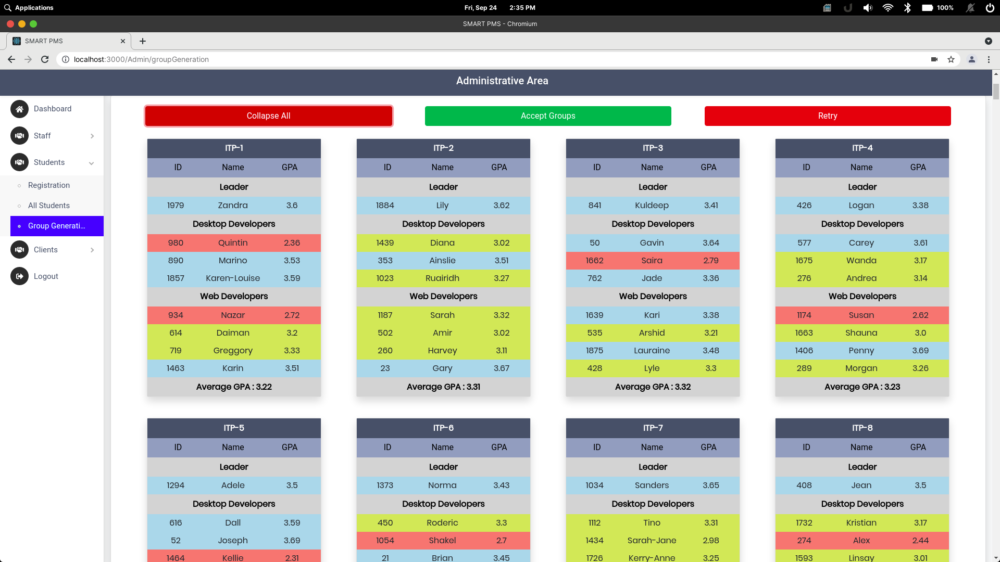 Applications
Fri, Sep 24 2:35 PM
100%
SMART PMS - Chromium
SMART PMS
localhost:3000/Admin/groupGeneration
Administrative Area
Dashboard
Staff
Students
Registration
All Students
Group Generati...
Clients
Logout
Collapse All Accept Groups Retry
ITP-1
ID Name GPA
Leader
1979 Zandra 3.6
Desktop Developers
980 Quintin 2.36
890 Marino 3.53
1857 Karen-Louise 3.59
Web Developers
934 Nazar 2.72
614 Daiman 3.2
719 Greggory 3.33
1463 Karin 3.51
Average GPA : 3.22
ITP-2
ID Name GPA
Leader
1884 Lily 3.62
Desktop Developers
1439 Diana 3.02
353 Ainslie 3.51
1023 Ruairidh 3.27
Web Developers
1187 Sarah 3.32
502 Amir 3.02
260 Harvey 3.11
23 Gary 3.67
Average GPA : 3.31
ITP-3
ID Name GPA
Leader
841 Kuldeep 3.41
Desktop Developers
50 Gavin 3.64
1662 Saira 2.79
762 Jade 3.36
Web Developers
1639 Kari 3.38
535 Arshid 3.21
1875 Lauraine 3.48
428 Lyle 3.3
Average GPA : 3.32
ITP-4
ID Name GPA
Leader
426 Logan 3.38
Desktop Developers
577 Carey 3.61
1675 Wanda 3.17
276 Andrea 3.14
Web Developers
1174 Susan 2.62
1663 Shauna 3.0
1406 Penny 3.69
289 Morgan 3.26
Average GPA : 3.23
ITP-5
ID Name GPA
Leader
1294 Adele 3.5
Desktop Developers
616 Dall 3.59
52 Joseph 3.69
1464 Kellie 2.31
ITP-6
ID Name GPA
Leader
1373 Norma 3.43
Desktop Developers
450 Roderic 3.3
1054 Shakel 2.7
21 Brian 3.45
ITP-7
ID Name GPA
Leader
1034 Sanders 3.65
Desktop Developers
1112 Tino 3.31
1434 Sarah-Jane 2.98
1726 Kerry-Anne 3.25
ITP-8
ID Name GPA
Leader
408 Jean 3.5
Desktop Developers
1732 Kristian 3.17
274 Alex 2.44
1593 Linsay 3.01